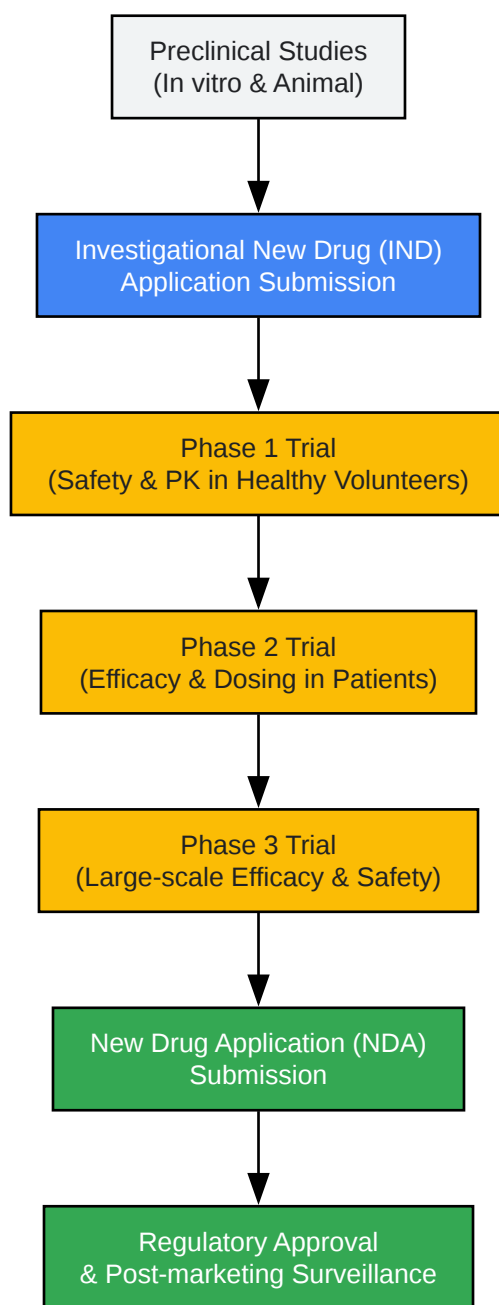 Preclinical Studies
(In vitro & Animal)
Investigational New Drug (IND)
Application Submission
Phase 1 Trial
(Safety & PK in Healthy Volunteers)
Phase 2 Trial
(Efficacy & Dosing in Patients)
Phase 3 Trial
(Large-scale Efficacy & Safety)
New Drug Application (NDA)
Submission
Regulatory Approval
& Post-marketing Surveillance